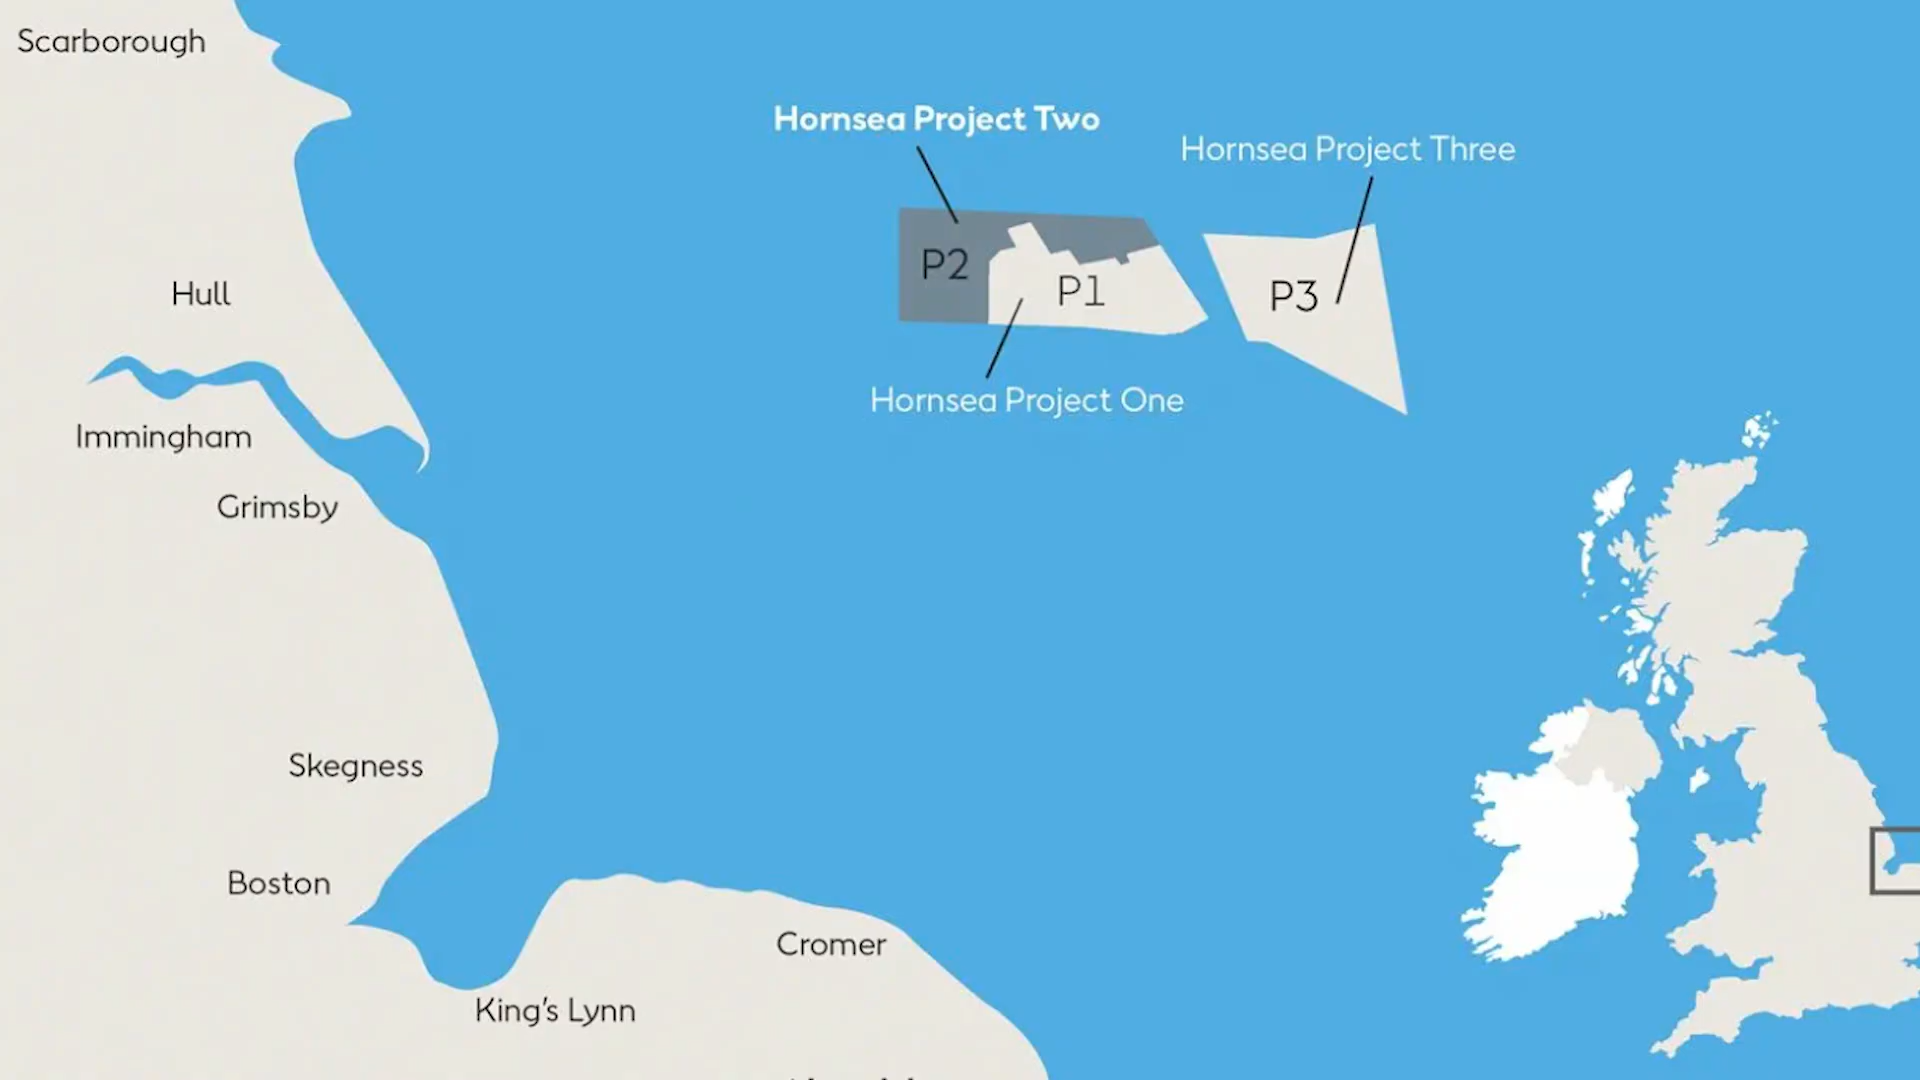 Scarborough
Hornsea Project Two
Hornsea Project Three
P2
P1
P3
Hull
Hornsea Project One
Immingham
Grimsby
Skegness
Boston
Cromer
King's Lynn